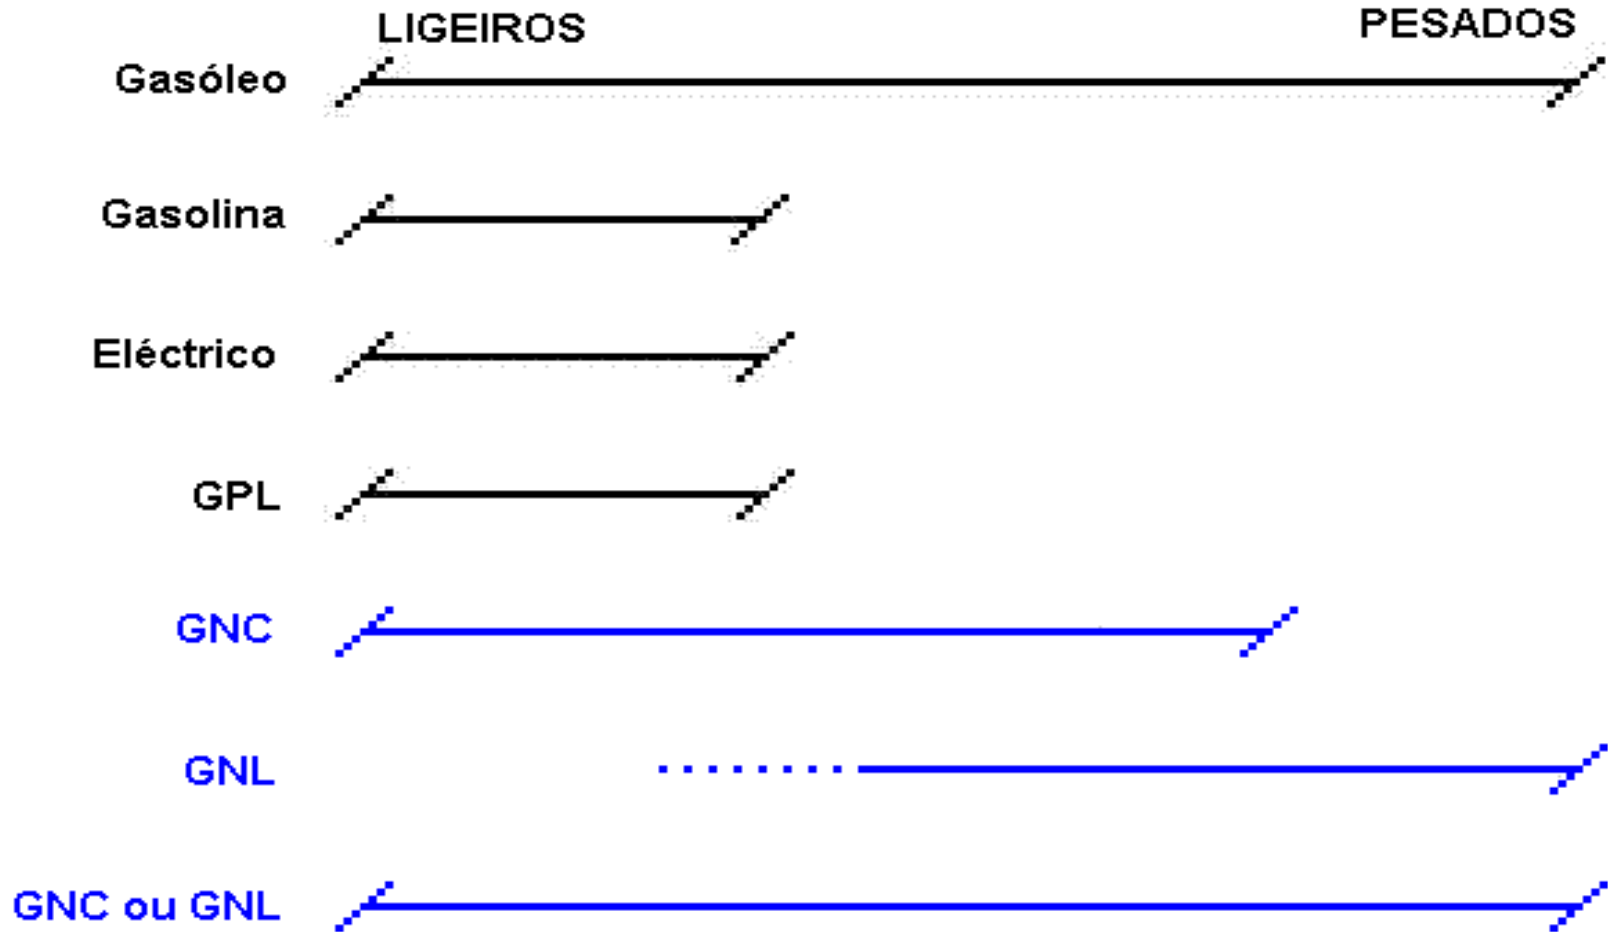 LIGEIROS PESADOS
Gasóleo
Gasolina
Eléctrico
GPL
GNC
GNL
GNC ou GNL